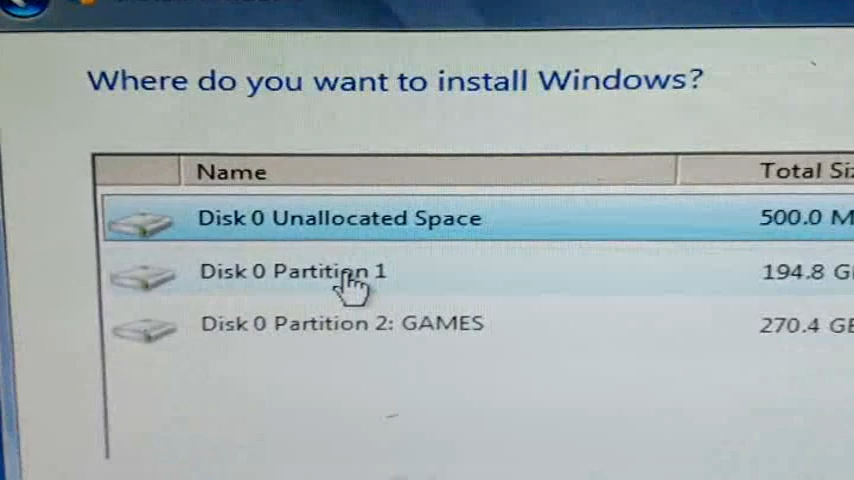 Where do you want to install Windows?
Name Total Siz
Disk 0 Unallocated Space 500.0 M
Disk 0 Partition 1 194.8 G
Disk 0 Partition 2: GAMES 270.4 GB